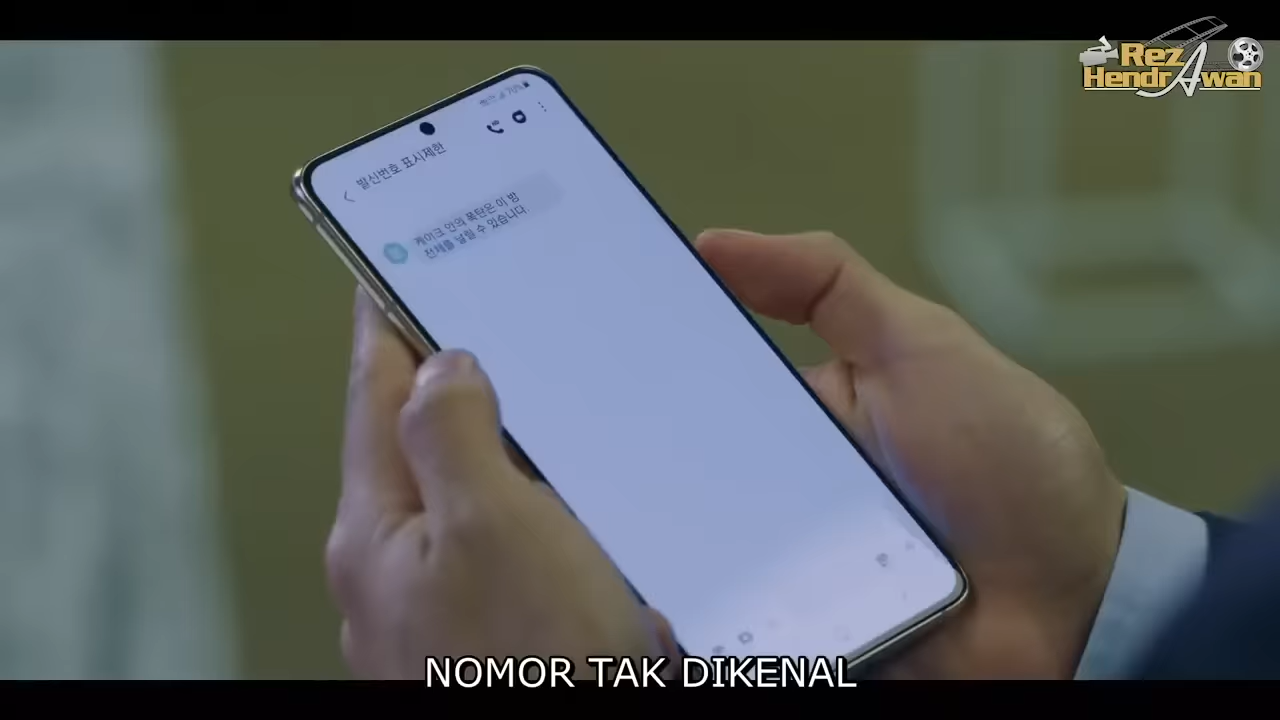 Rez
HendrAwan
70%
발신번호 표시제한
케이크 안의 폭탄은 이 방
전체를 날릴 수 있습니다.
NOMOR TAK DIKENAL